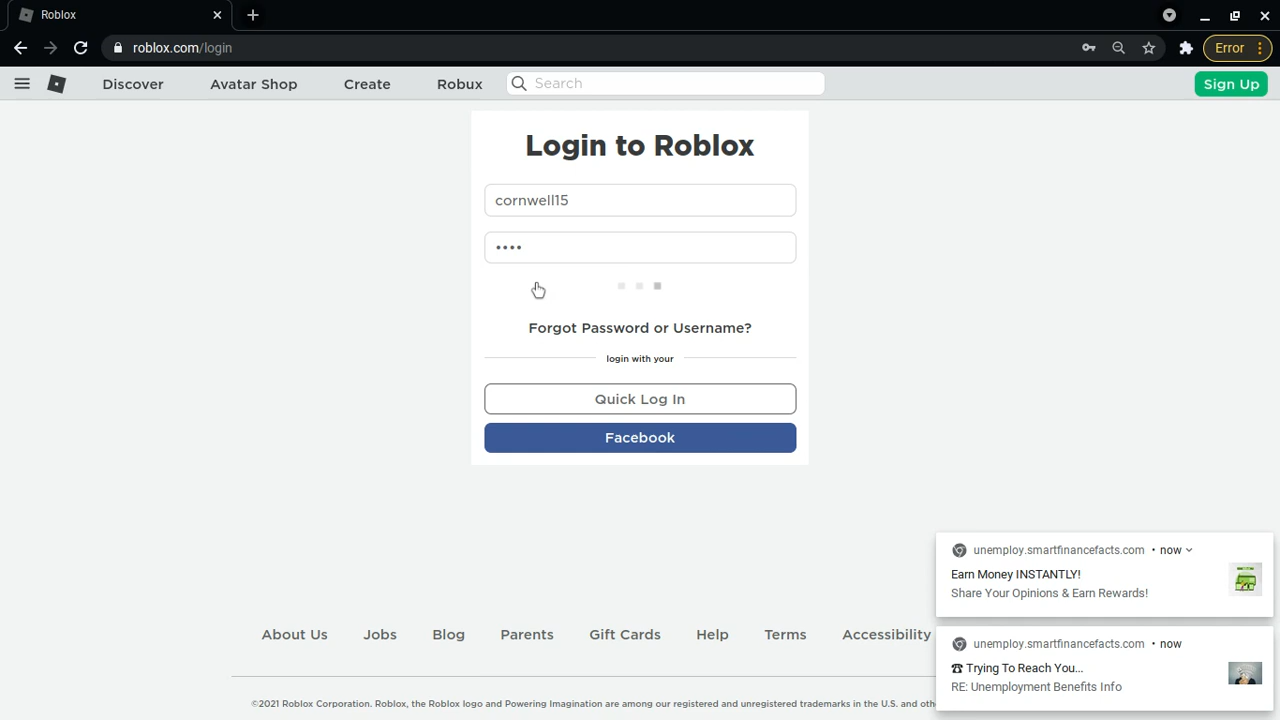 Roblox
roblox.com/login
Error
Discover
Avatar Shop
Create
Robux
Search
Sign Up
Login to Roblox
cornwell15
••••
Forgot Password or Username?
login with your
Quick Log In
Facebook
unemploy.smartfinancefacts.com • now
Earn Money INSTANTLY!
Share Your Opinions & Earn Rewards!
About Us
Jobs
Blog
Parents
Gift Cards
Help
Terms
Accessibility
unemploy.smartfinancefacts.com • now
☎ Trying To Reach You...
RE: Unemployment Benefits Info
©2021 Roblox Corporation. Roblox, the Roblox logo and Powering Imagination are among our registered and unregistered trademarks in the U.S. and